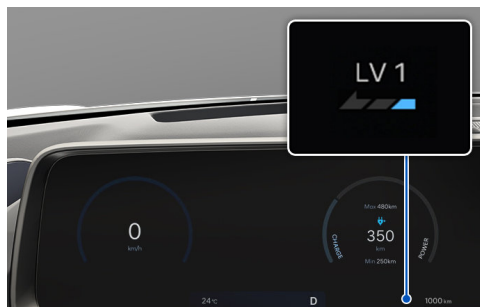 LV 1
0
km/h
Max 480km
350
km
Min 250km
CHARGE
POWER
24°C
D
1000 km